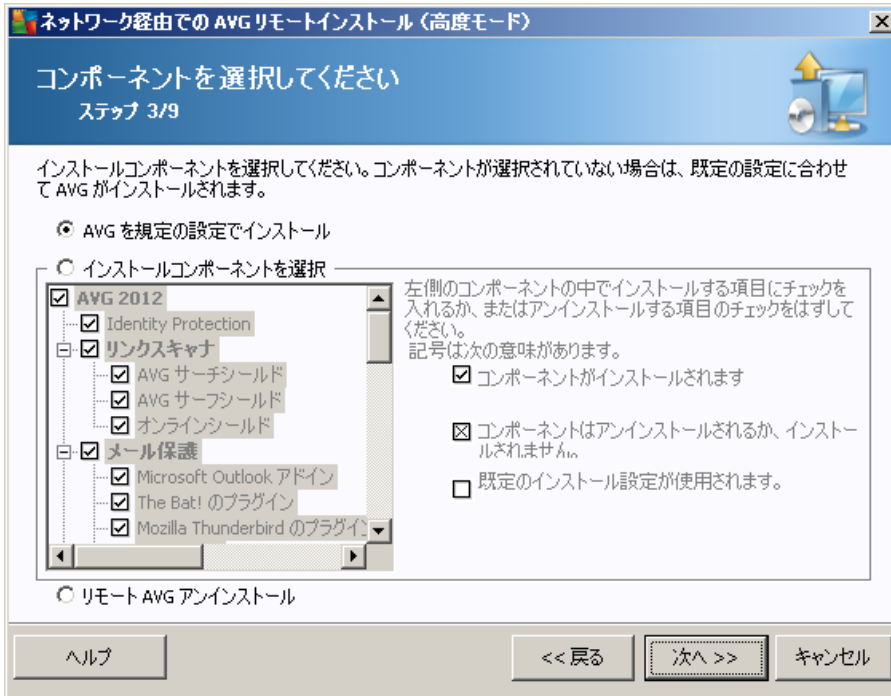 ネットワーク経由での AVG リモートインストール（高度モード）
コンポーネントを選択してください
ステップ 3/9
インストールコンポーネントを選択してください。コンポーネントが選択されていない場合は、既定の設定に合わせ
て AVG がインストールされます。
AVG を規定の設定でインストール
インストールコンポーネントを選択
AVG 2012
Identity Protection
リンクスキャナ
AVG サーチシールド
AVG サーフシールド
オンラインシールド
メール保護
Microsoft Outlook アドイン
The Bat! のプラグイン
Mozilla Thunderbird のプラグイン
左側のコンポーネントの中でインストールする項目にチェックを
入れるか、またはアンインストールする項目のチェックをはずして
ください。
記号は次の意味があります。
コンポーネントがインストールされます
コンポーネントはアンインストールされるか、インストー
ルされません。
既定のインストール設定が使用されます。
リモート AVG アンインストール
ヘルプ
<< 戻る
次へ >>
キャンセル